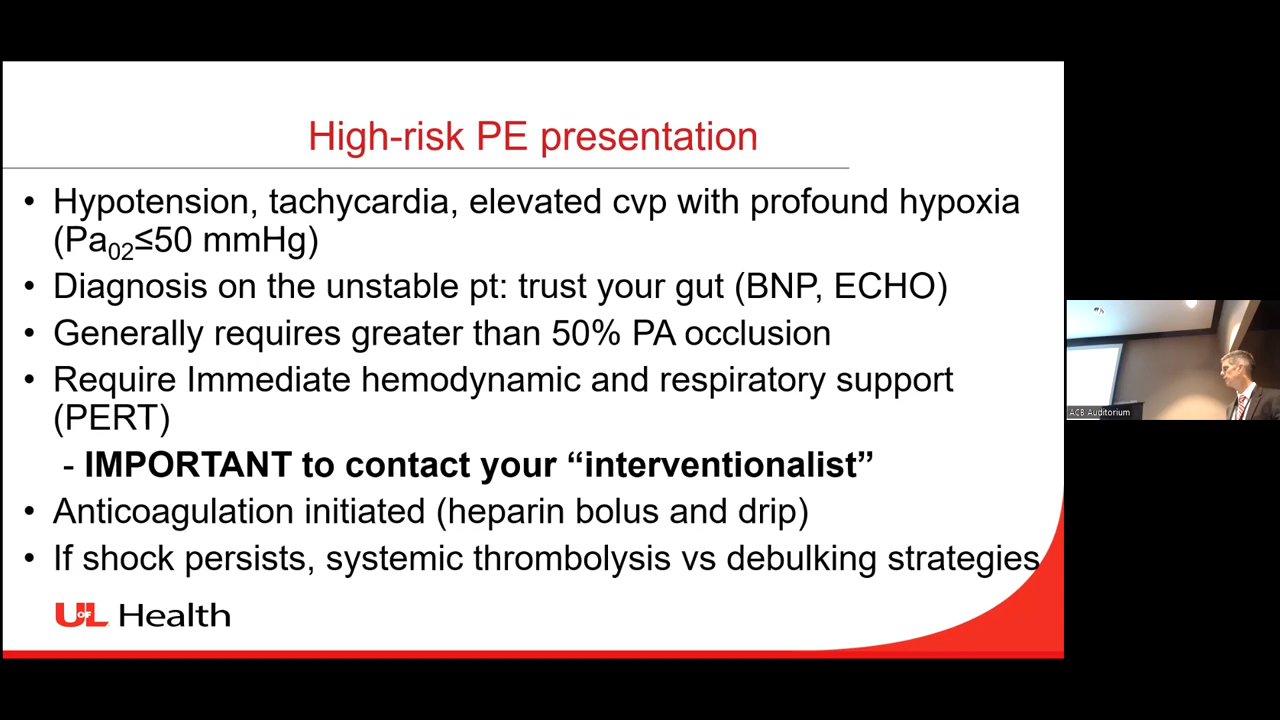 High-risk PE presentation
• Hypotension, tachycardia, elevated cvp with profound hypoxia
(Pa02≤50 mmHg)
• Diagnosis on the unstable pt: trust your gut (BNP, ECHO)
• Generally requires greater than 50% PA occlusion
• Require Immediate hemodynamic and respiratory support
(PERT)
- IMPORTANT to contact your “interventionalist”
• Anticoagulation initiated (heparin bolus and drip)
• If shock persists, systemic thrombolysis vs debulking strategies
UofL Health
ACB Auditorium